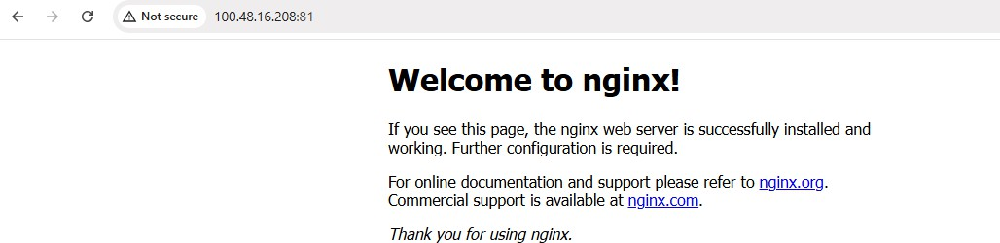 Not secure 100.48.16.208:81
Welcome to nginx!
If you see this page, the nginx web server is successfully installed and
working. Further configuration is required.
For online documentation and support please refer to nginx.org.
Commercial support is available at nginx.com.
Thank you for using nginx.